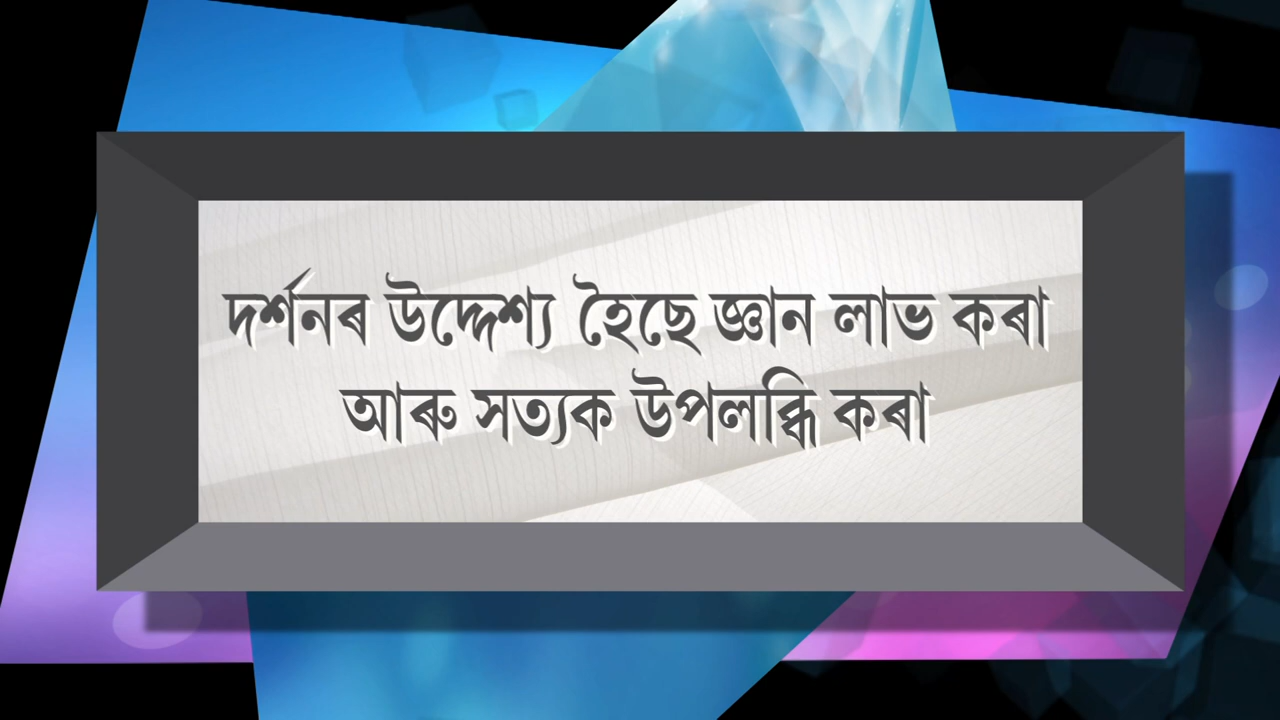 দৰ্শনৰ উদ্দেশ্য হৈছে জ্ঞান লাভ কৰা
আৰু সত্যক উপলব্ধি কৰা